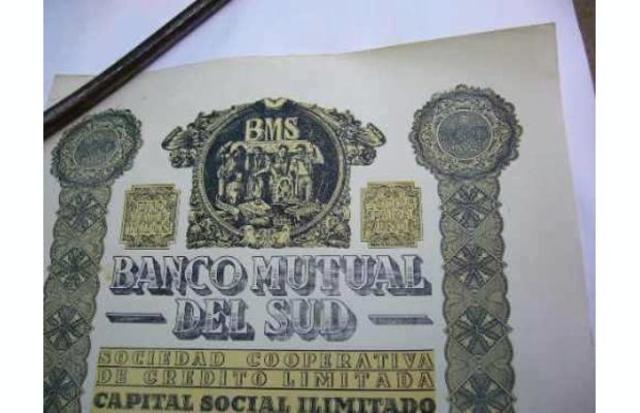 BMS
BANCO MUTUAL
DEL SUD
SOCIEDAD COOPERATIVA
DE CREDITO LIMITADA
CAPITAL SOCIAL ILIMITADO